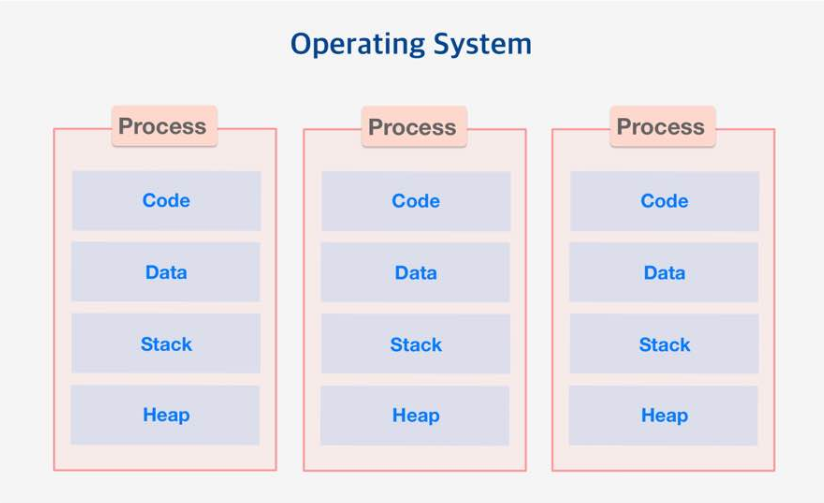 Operating System
Process
Code
Data
Stack
Heap
Process
Code
Data
Stack
Heap
Process
Code
Data
Stack
Heap